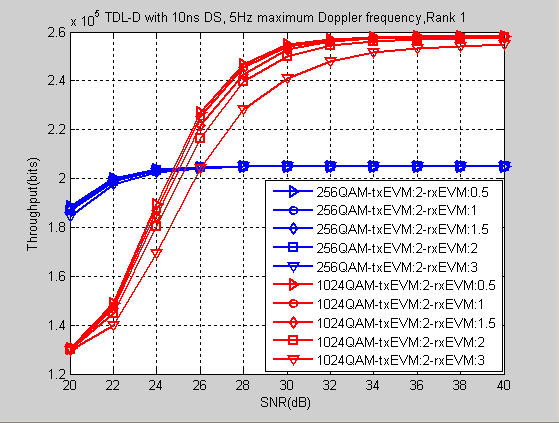 x 10^5 TDL-D with 10ns DS, 5Hz maximum Doppler frequency,Rank 1
2.6
2.4
2.2
2
1.8
1.6
1.4
1.2
Throughput(bits)
256QAM-txEVM:2-rxEVM:0.5
256QAM-txEVM:2-rxEVM:1
256QAM-txEVM:2-rxEVM:1.5
256QAM-txEVM:2-rxEVM:2
256QAM-txEVM:2-rxEVM:3
1024QAM-txEVM:2-rxEVM:0.5
1024QAM-txEVM:2-rxEVM:1
1024QAM-txEVM:2-rxEVM:1.5
1024QAM-txEVM:2-rxEVM:2
1024QAM-txEVM:2-rxEVM:3
20 22 24 26 28 30 32 34 36 38 40
SNR(dB)